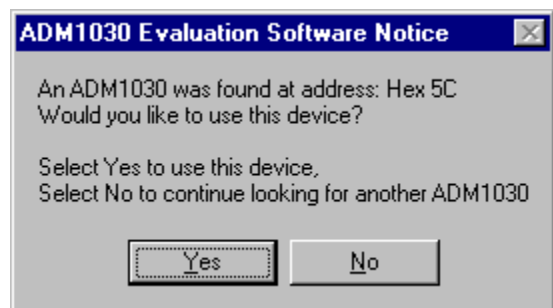 ADM1030 Evaluation Software Notice
An ADM1030 was found at address: Hex 5C
Would you like to use this device?
Select Yes to use this device,
Select No to continue looking for another ADM1030
Yes No